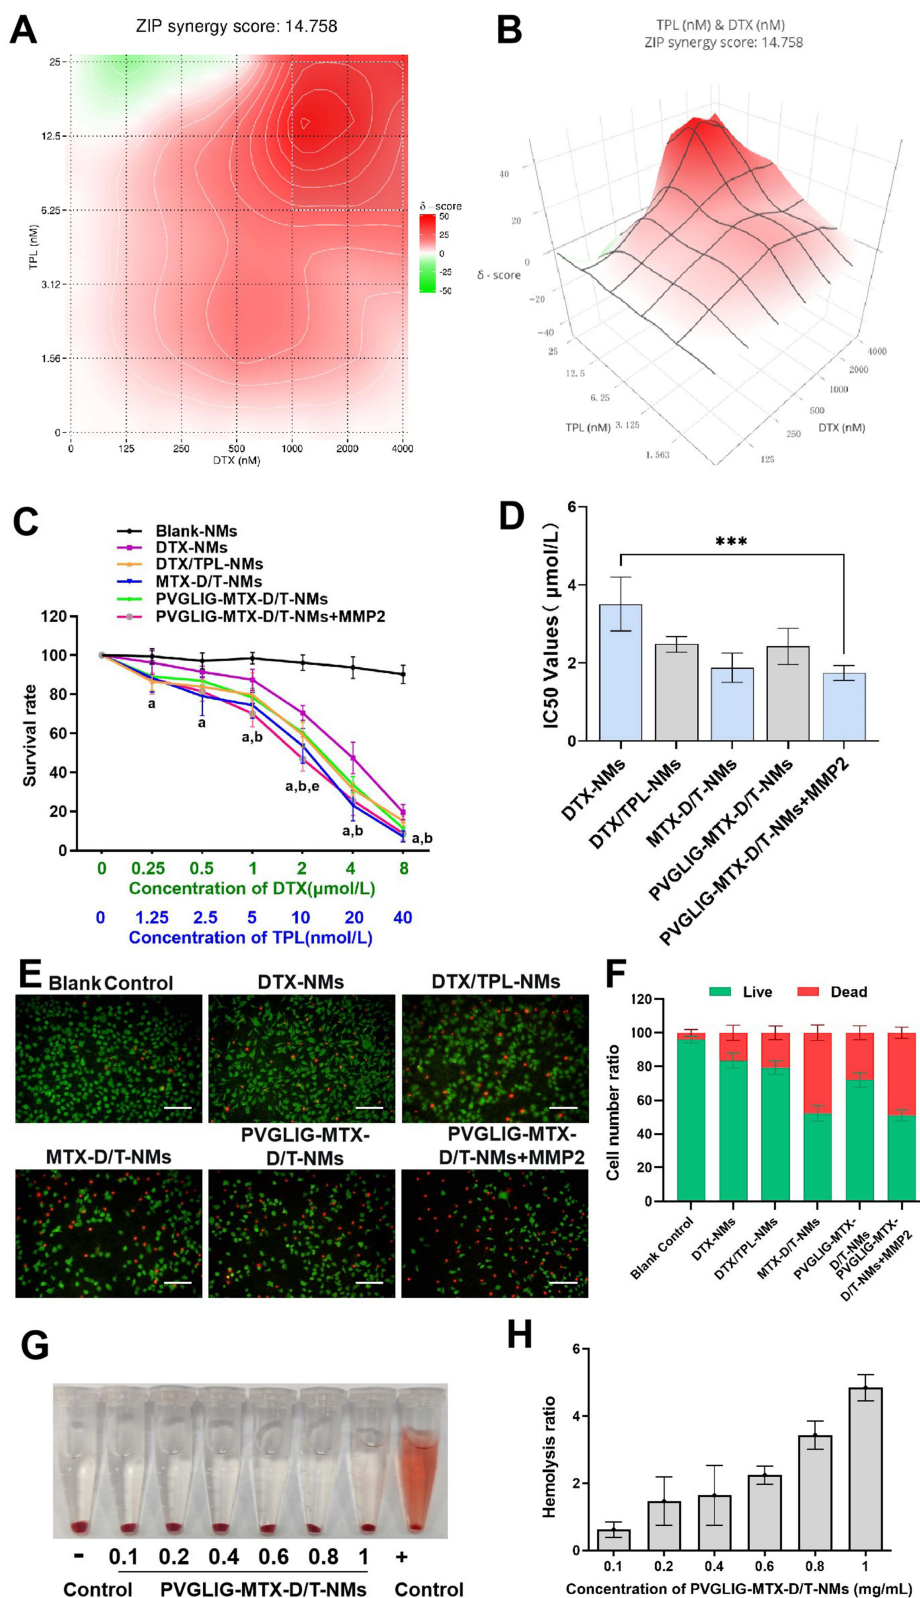 A
ZIP synergy score: 14.758
25
12.5
6.25
3.12
1.56
0
TPL (nM)
0 125 250 500 1000 2000 4000
DTX (nM)
δ - score
50
25
0
-25
-50
B
TPL (nM) & DTX (nM)
ZIP synergy score: 14.758
40
20
0
−20
−40
δ - score
25
12.5
6.25
3.125
1.563
TPL (nM)
4000
2000
1000
500
250
125
DTX (nM)
C
Blank-NMs
DTX-NMs
DTX/TPL-NMs
MTX-D/T-NMs
PVGLIG-MTX-D/T-NMs
PVGLIG-MTX-D/T-NMs+MMP2
120
100
80
60
40
20
0
Survival rate
a
a
a,b
a,b,e
a,b
a,b
0 0.25 0.5 1 2 4 8
Concentration of DTX(μmol/L)
0 1.25 2.5 5 10 20 40
Concentration of TPL(nmol/L)
D
6
4
2
0
IC50 Values( μmol/L)
***
DTX-NMs
DTX/TPL-NMs
MTX-D/T-NMs
PVGLIG-MTX-D/T-NMs
PVGLIG-MTX-D/T-NMs+MMP2
E
Blank Control
DTX-NMs
DTX/TPL-NMs
MTX-D/T-NMs
PVGLIG-MTX-
D/T-NMs
PVGLIG-MTX-
D/T-NMs+MMP2
F
Live
Dead
120
100
80
60
40
20
0
Cell number ratio
Blank Control
DTX-NMs
DTX/TPL-NMs
MTX-D/T-NMs
PVGLIG-MTX-
D/T-NMs
PVGLIG-MTX-
D/T-NMs+MMP2
G
- 0.1 0.2 0.4 0.6 0.8 1 +
Control PVGLIG-MTX-D/T-NMs Control
H
6
4
2
0
Hemolysis ratio
0.1 0.2 0.4 0.6 0.8 1
Concentration of PVGLIG-MTX-D/T-NMs (mg/mL)